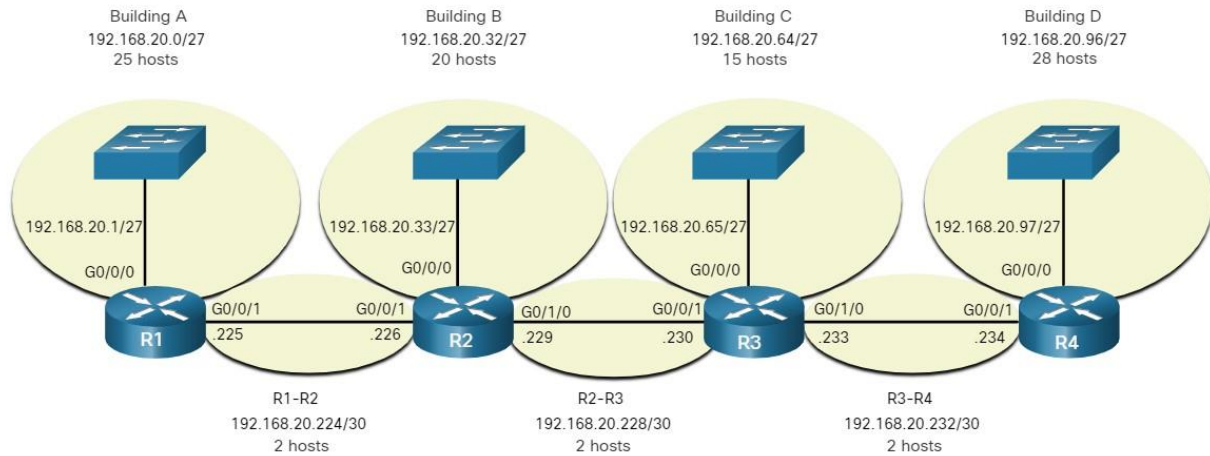 Building A
192.168.20.0/27
25 hosts
Building B
192.168.20.32/27
20 hosts
Building C
192.168.20.64/27
15 hosts
Building D
192.168.20.96/27
28 hosts
192.168.20.1/27
192.168.20.33/27
192.168.20.65/27
192.168.20.97/27
G0/0/0
G0/0/0
G0/0/0
G0/0/0
R1
G0/0/1
.225
G0/0/1
.226
R2
G0/1/0
.229
G0/0/1
.230
R3
G0/1/0
.233
G0/0/1
.234
R4
R1-R2
192.168.20.224/30
2 hosts
R2-R3
192.168.20.228/30
2 hosts
R3-R4
192.168.20.232/30
2 hosts